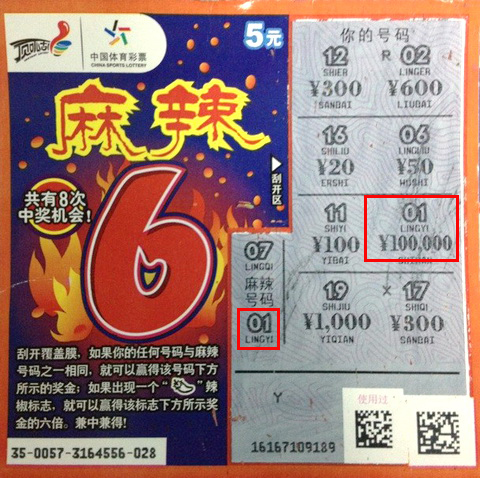 顶呱刮
中国体育彩票
CHINA SPORTS LOTTERY
5元
麻辣
6
共有8次
中奖机会!
刮开区
刮开覆盖膜,如果你的任何号码与麻辣
号码之一相同,就可以赢得该号码下方
所示的奖金;如果出现一个“ ”辣
椒标志,就可以赢得该标志下方所示奖
金的六倍。兼中兼得!
35-0057-3164556-028
07
LINGQI
麻辣
号码
01
LINGYI
你的号码
12 R 02
SHIER LINGER
¥300 ¥600
SANBAI LIUBAI
16 06
SHILIU LINGLIU
¥20 ¥50
ERSHI WUSHI
11 01
SHIYI LINGYI
¥100 ¥100,000
YIBAI SHIWAN
19 × 17
SHIJIU SHIQI
¥1,000 ¥300
YIQIAN SANBAI
Y
使用过
16167109189